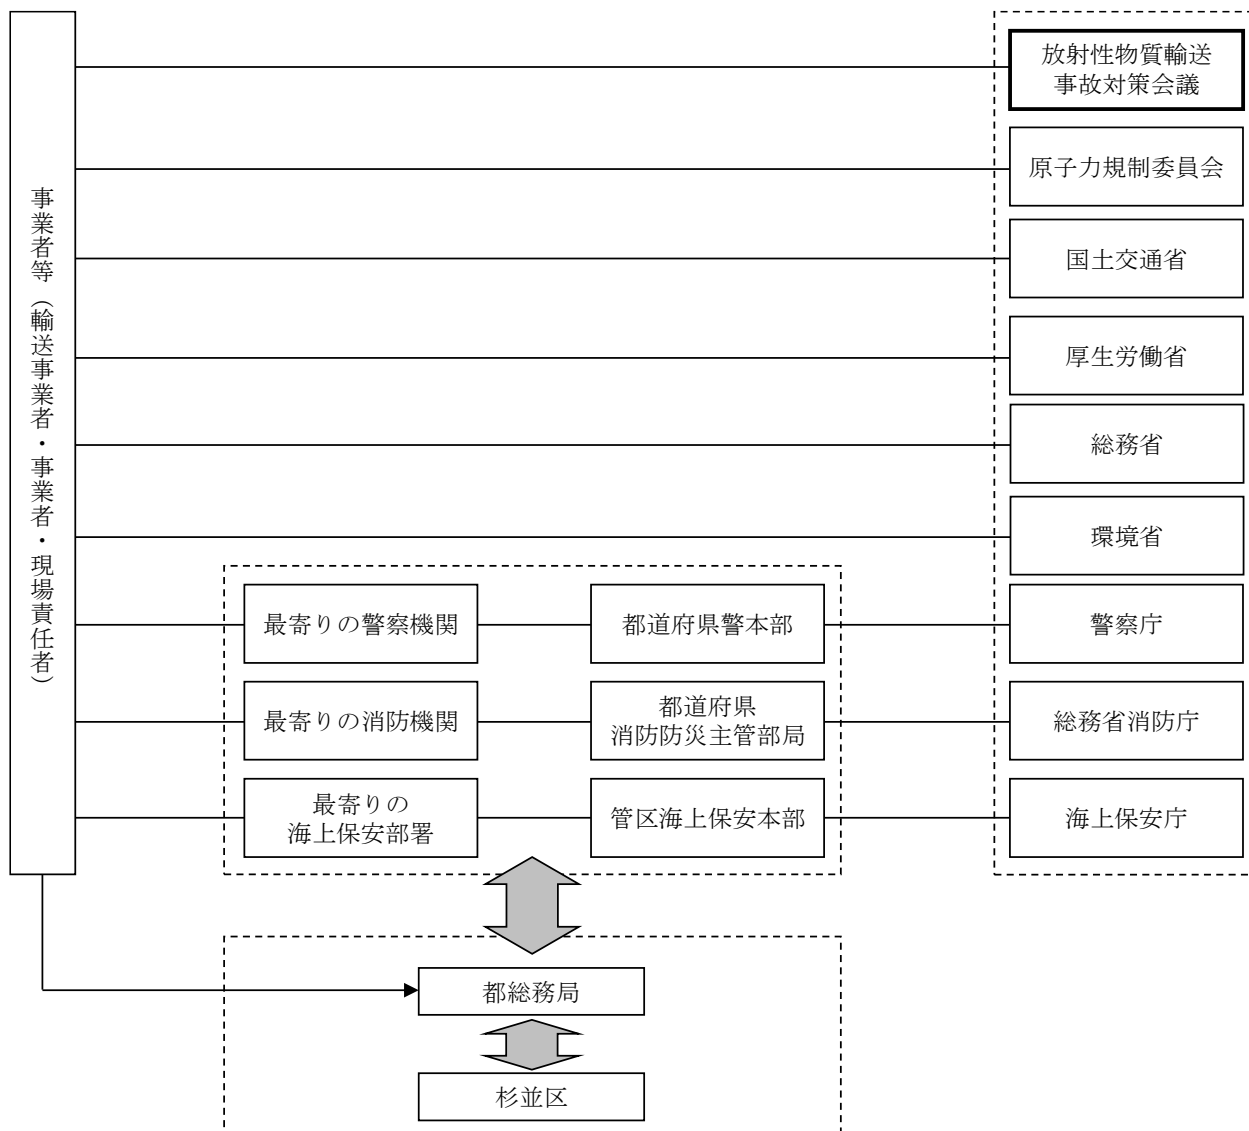 事業者等（輸送事業者・事業者・現場責任者）
放射性物質輸送
事故対策会議
原子力規制委員会
国土交通省
厚生労働省
総務省
環境省
最寄りの警察機関
都道府県警本部
警察庁
最寄りの消防機関
都道府県
消防防災主管部局
総務省消防庁
最寄りの
海上保安部署
管区海上保安本部
海上保安庁
都総務局
杉並区